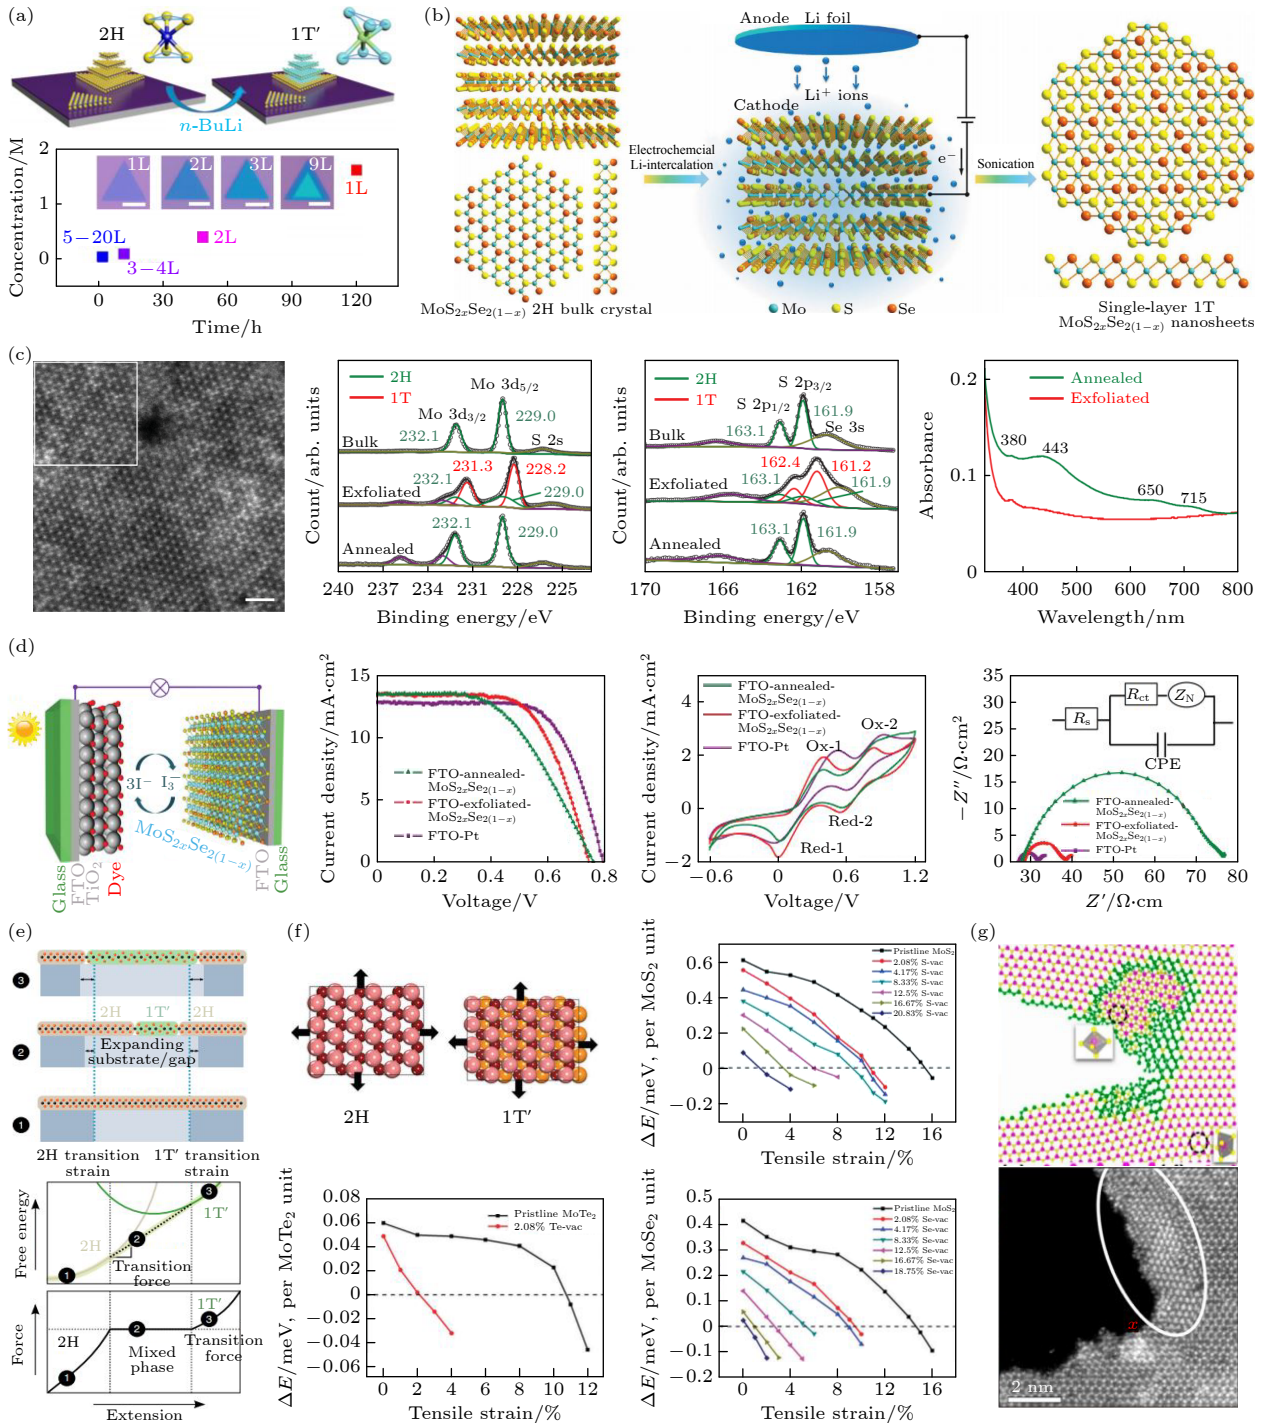 (a)
2H
1T′
n-BuLi
Concentration/M
2
1
0
1L
2L
3L
9L
1L
5−20L
3−4L
2L
0
30
60
90
120
Time/h
(b)
Anode
Li foil
Li⁺ ions
Cathode
Electrochemcial
Li-intercalation
e⁻
Sonication
MoS₂ₓSe₂₍₁₋ₓ₎ 2H bulk crystal
Mo
S
Se
Single-layer 1T
MoS₂ₓSe₂₍₁₋ₓ₎ nanosheets
(c)
Count/arb. units
2H
1T
Mo 3d₅/₂
Mo 3d₃/₂
229.0
232.1
S 2s
Bulk
231.3
228.2
232.1
229.0
Exfoliated
232.1
229.0
Annealed
240
237
234
231
228
225
Binding energy/eV
Count/arb. units
2H
1T
S 2p₃/₂
S 2p₁/₂
161.9
163.1
Se 3s
Bulk
162.4
161.2
163.1
161.9
Exfoliated
163.1
161.9
Annealed
170
166
162
158
Binding energy/eV
Absorbance
0.2
0.1
0
Annealed
Exfoliated
380
443
650
715
400
500
600
700
800
Wavelength/nm
(d)
3I⁻
I₃⁻
MoS₂ₓSe₂₍₁₋ₓ₎
Glass
FTO
TiO₂
Dye
FTO
Glass
Current density/mA·cm²
15
10
5
0
FTO-annealed-
MoS₂ₓSe₂₍₁₋ₓ₎
FTO-exfoliated-
MoS₂ₓSe₂₍₁₋ₓ₎
FTO-Pt
0
0.2
0.4
0.6
0.8
Voltage/V
Current density/mA·cm²
4
2
0
−2
FTO-annealed-
MoS₂ₓSe₂₍₁₋ₓ₎
FTO-exfoliated-
MoS₂ₓSe₂₍₁₋ₓ₎
FTO-Pt
Ox-1
Ox-2
Red-2
Red-1
−0.6
0
0.6
1.2
Voltage/V
−Z″/Ω·cm²
35
30
25
20
15
10
5
0
Rs
Rct
ZN
CPE
FTO-annealed-
MoS₂ₓSe₂₍₁₋ₓ₎
FTO-exfoliated-
MoS₂ₓSe₂₍₁₋ₓ₎
FTO-Pt
30
40
50
60
70
80
Z′/Ω·cm
(e)
3
2H
1T′
2H
2
Expanding
substrate/gap
1
2H transition
strain
1T′ transition
strain
Free energy
2H
1T′
1
2
3
Transition
force
Force
2H
1T′
1
2
3
Mixed
phase
Transition
force
Extension
(f)
2H
1T′
ΔE/meV, per MoS₂ unit
0.6
0.4
0.2
0
−0.2
Pristline MoS₂
2.08% S-vac
4.17% S-vac
8.33% S-vac
12.5% S-vac
16.67% S-vac
20.83% S-vac
0
4
8
12
16
Tensile strain/%
ΔE/meV, per MoTe₂ unit
0.08
0.06
0.04
0.02
0
−0.02
−0.04
−0.06
Pristline MoTe₂
2.08% Te-vac
0
2
4
6
8
10
12
Tensile strain/%
ΔE/meV, per MoSe₂ unit
0.5
0.4
0.3
0.2
0.1
0
−0.1
−0.2
Pristline MoS₂
2.08% Se-vac
4.17% Se-vac
8.33% Se-vac
12.5% Se-vac
16.67% Se-vac
18.75% Se-vac
0
4
8
12
16
Tensile strain/%
(g)
x
2 nm